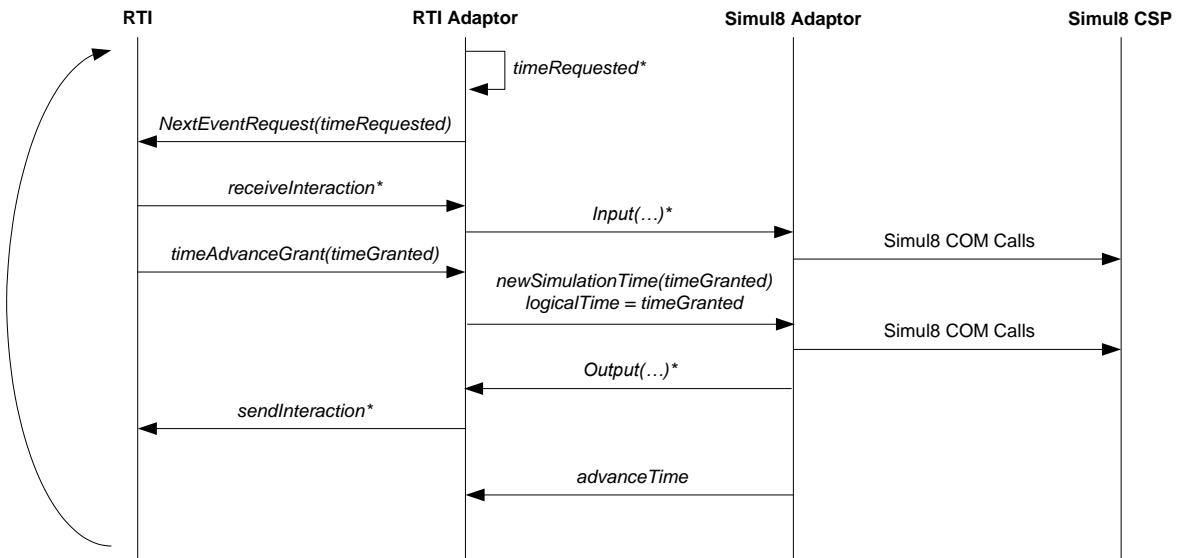 RTI
RTI Adaptor
Simul8 Adaptor
Simul8 CSP
timeRequested*
NextEventRequest(timeRequested)
receiveInteraction*
Input(…)*
timeAdvanceGrant(timeGranted)
Simul8 COM Calls
newSimulationTime(timeGranted)
logicalTime = timeGranted
Simul8 COM Calls
Output(…)*
sendInteraction*
advanceTime